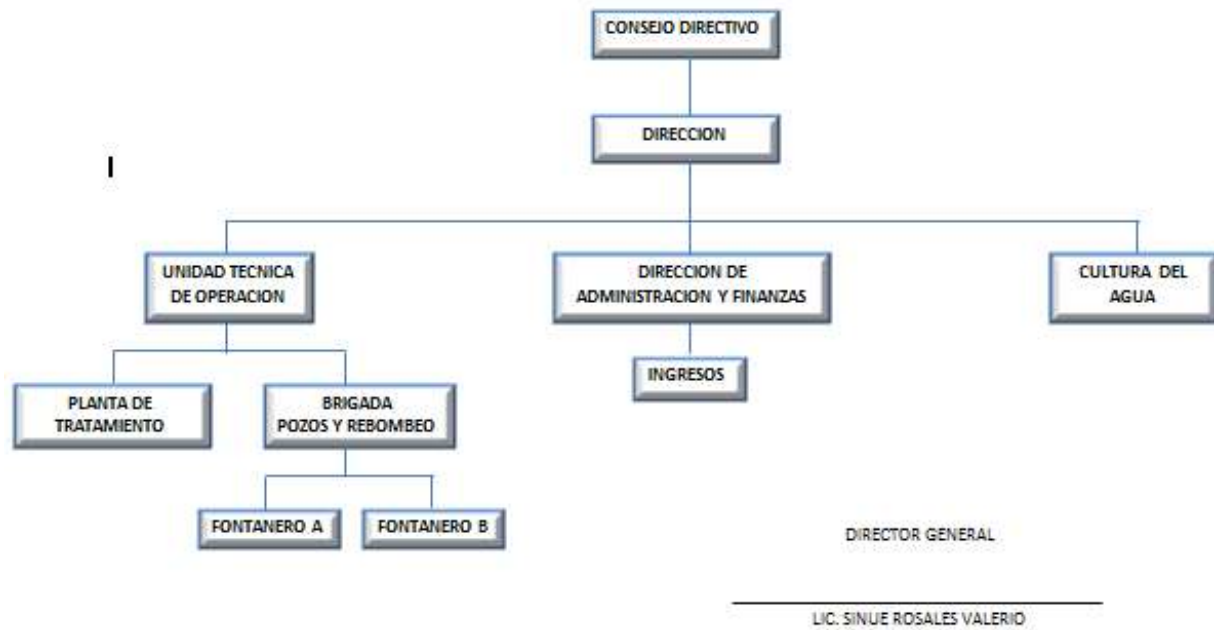 CONSEJO DIRECTIVO
DIRECCION
I
UNIDAD TECNICA
DE OPERACION
DIRECCION DE
ADMINISTRACION Y FINANZAS
CULTURA DEL
AGUA
PLANTA DE
TRATAMIENTO
BRIGADA
POZOS Y REBOMBEO
INGRESOS
FONTANERO A
FONTANERO B
DIRECTOR GENERAL
LIC. SINUE ROSALES VALERIO